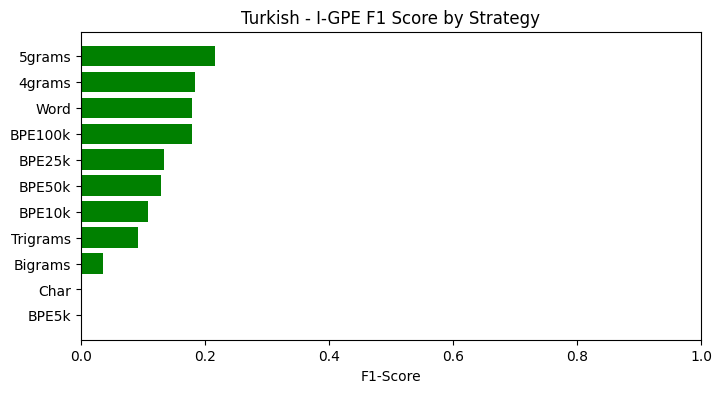 Turkish - I-GPE F1 Score by Strategy
5grams
4grams
Word
BPE100k
BPE25k
BPE50k
BPE10k
Trigrams
Bigrams
Char
BPE5k
0.0 0.2 0.4 0.6 0.8 1.0
F1-Score